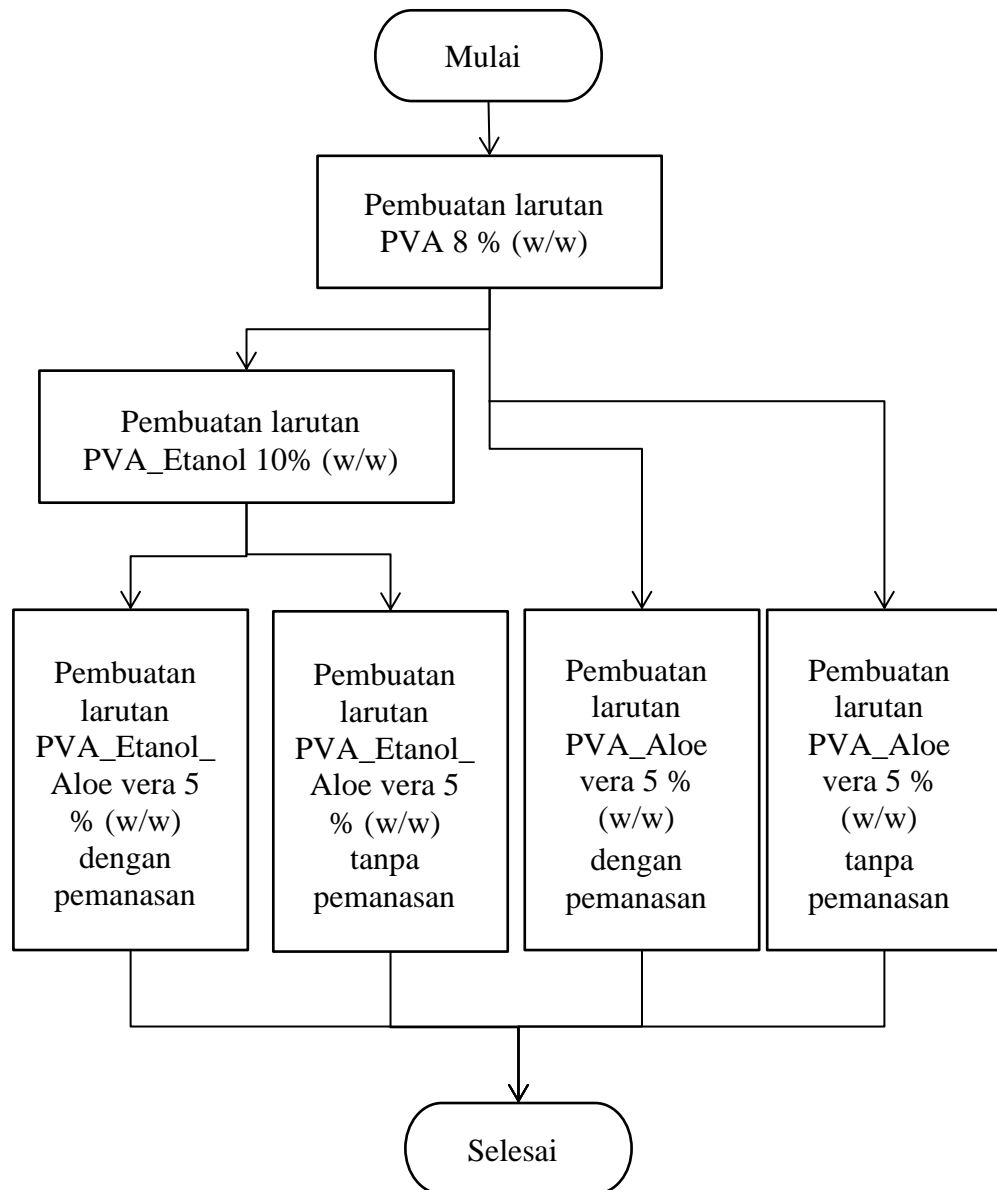 Mulai
Pembuatan larutan
PVA 8 % (w/w)
Pembuatan larutan
PVA_Etanol 10% (w/w)
Pembuatan
larutan
PVA_Etanol_
Aloe vera 5
% (w/w)
dengan
pemanasan
Pembuatan
larutan
PVA_Etanol_
Aloe vera 5
% (w/w)
tanpa
pemanasan
Pembuatan
larutan
PVA_Aloe
vera 5 %
(w/w)
dengan
pemanasan
Pembuatan
larutan
PVA_Aloe
vera 5 %
(w/w)
tanpa
pemanasan
Selesai